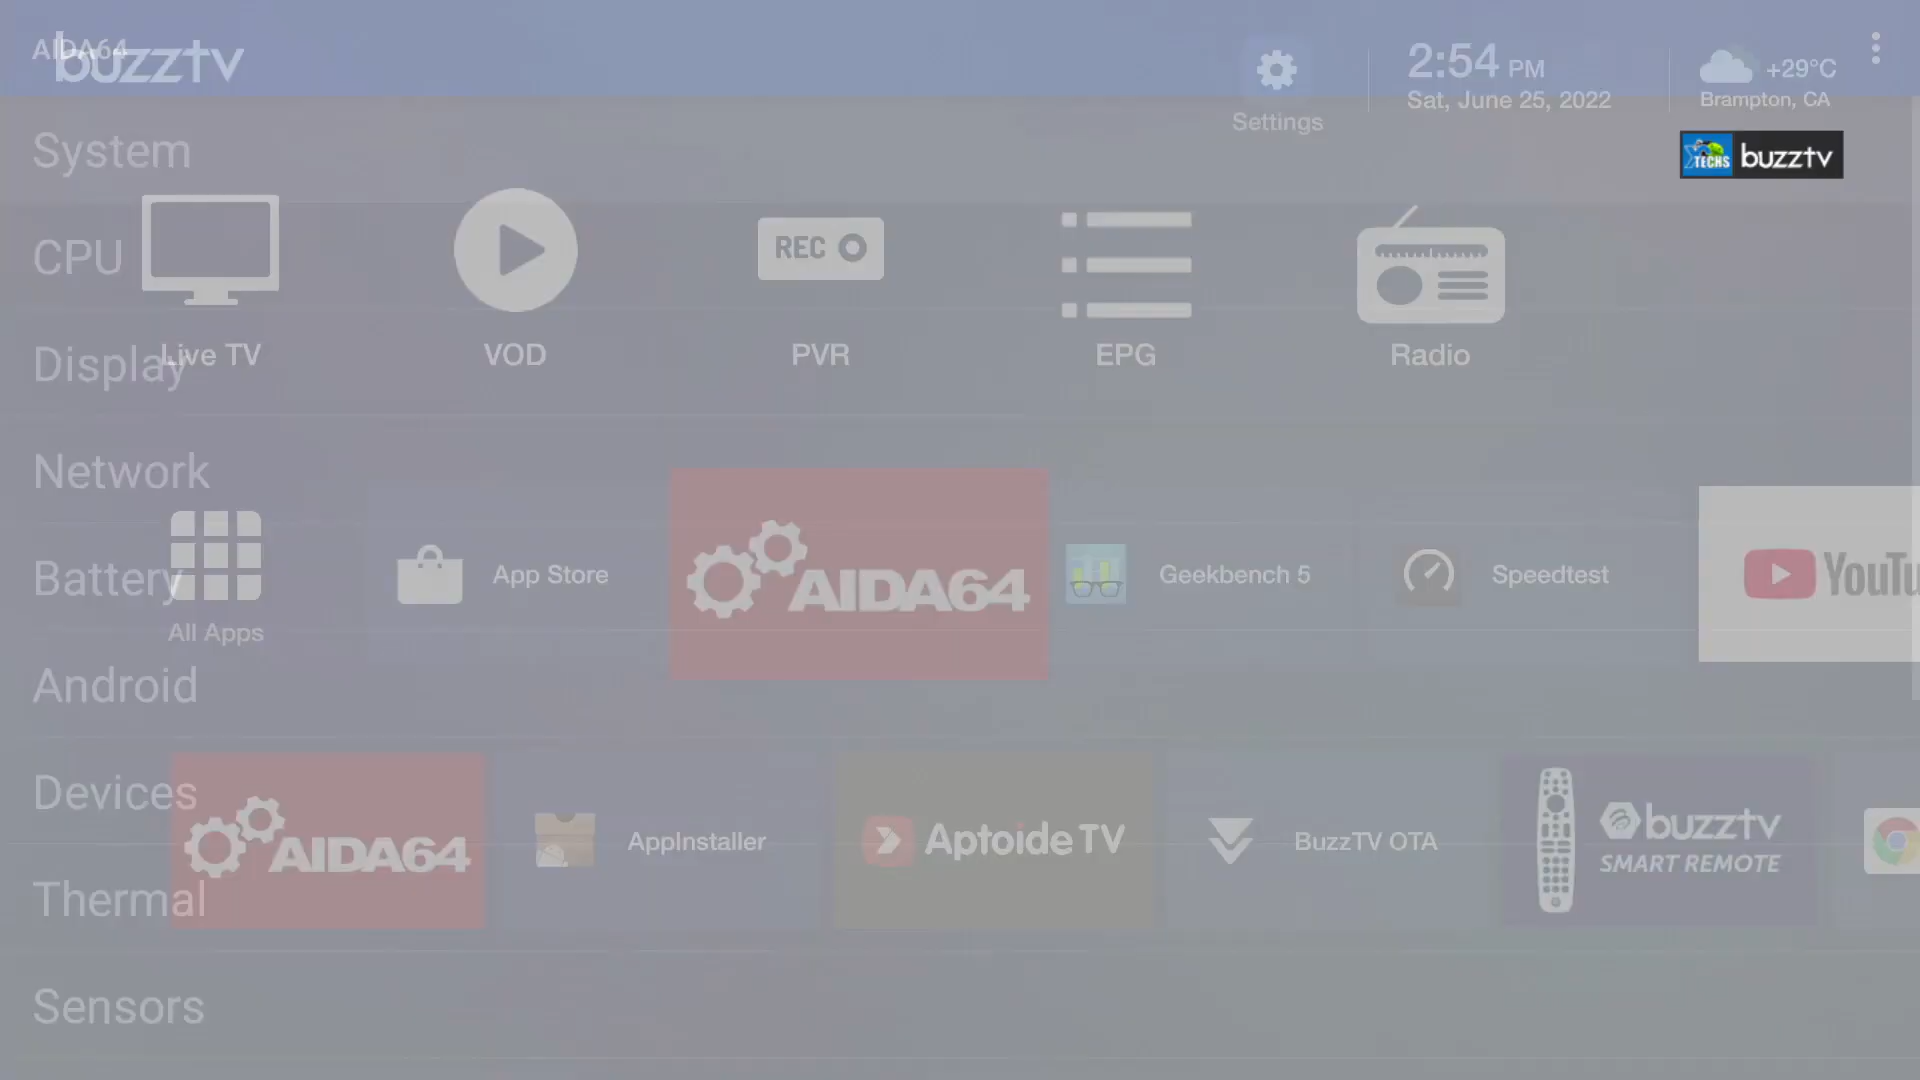 AIDA64
buzztv
Settings
2:54 PM
Sat, June 25, 2022
+29°C
Brampton, CA
XTECHS buzztv
System
CPU
Display
Network
Battery
Android
Devices
Thermal
Sensors
Live TV
VOD
REC
PVR
EPG
Radio
All Apps
App Store
AIDA64
Geekbench 5
Speedtest
YouTu
AIDA64
AppInstaller
Aptoide TV
BuzzTV OTA
buzztv
SMART REMOTE